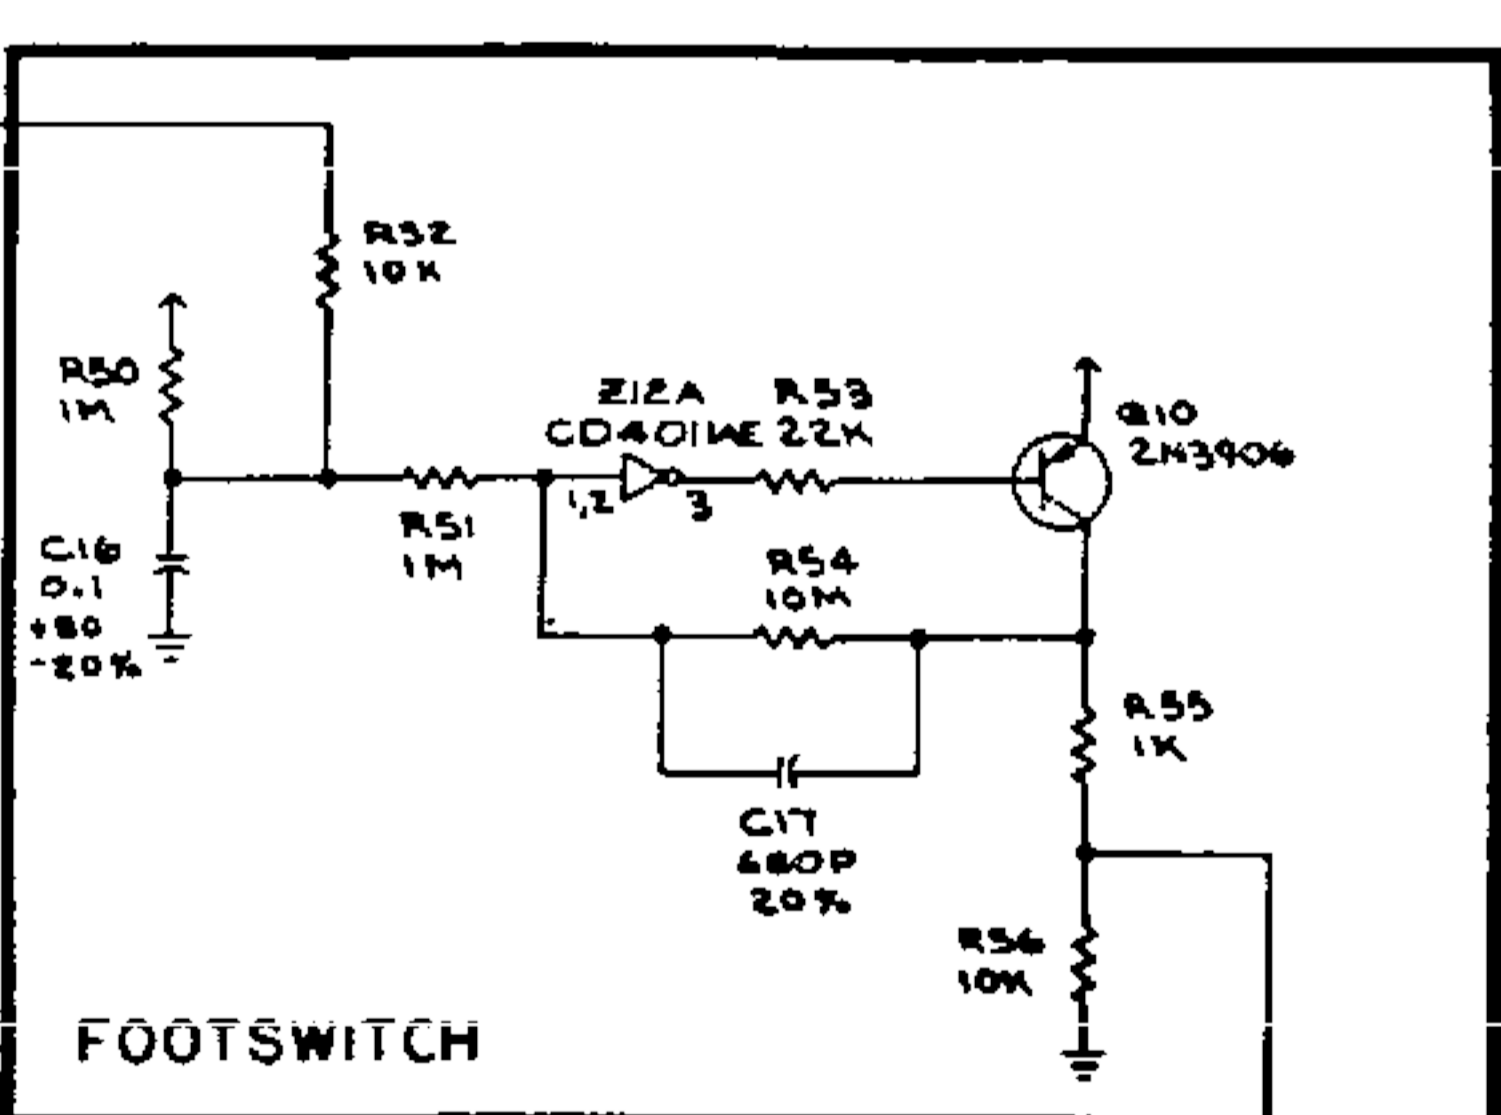 R52
10K
R50
1M
Z12A
CD4011AE
R53
22K
Q10
2N3906
1,2
3
R51
1M
C16
0.1
+80
-20%
R54
10M
R55
1K
C17
680P
20%
R56
10K
FOOTSWITCH